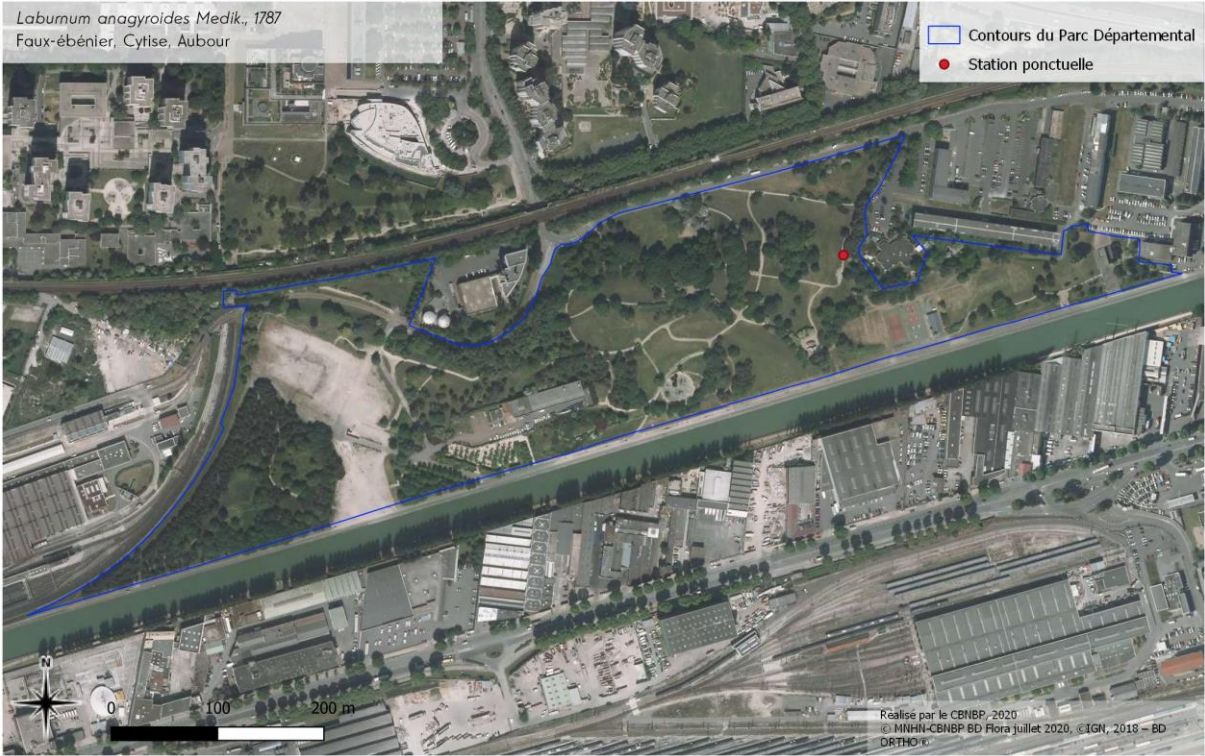 Laburnum anagyroides Medik., 1787
Faux-ébénier, Cytise, Aubour
Contours du Parc Départemental
Station ponctuelle
N
0 100 200 m
Réalisé par le CBNBP, 2020
© MNHN-CBNBP BD Flora juillet 2020, ©IGN, 2018 – BD
ORTHO ®